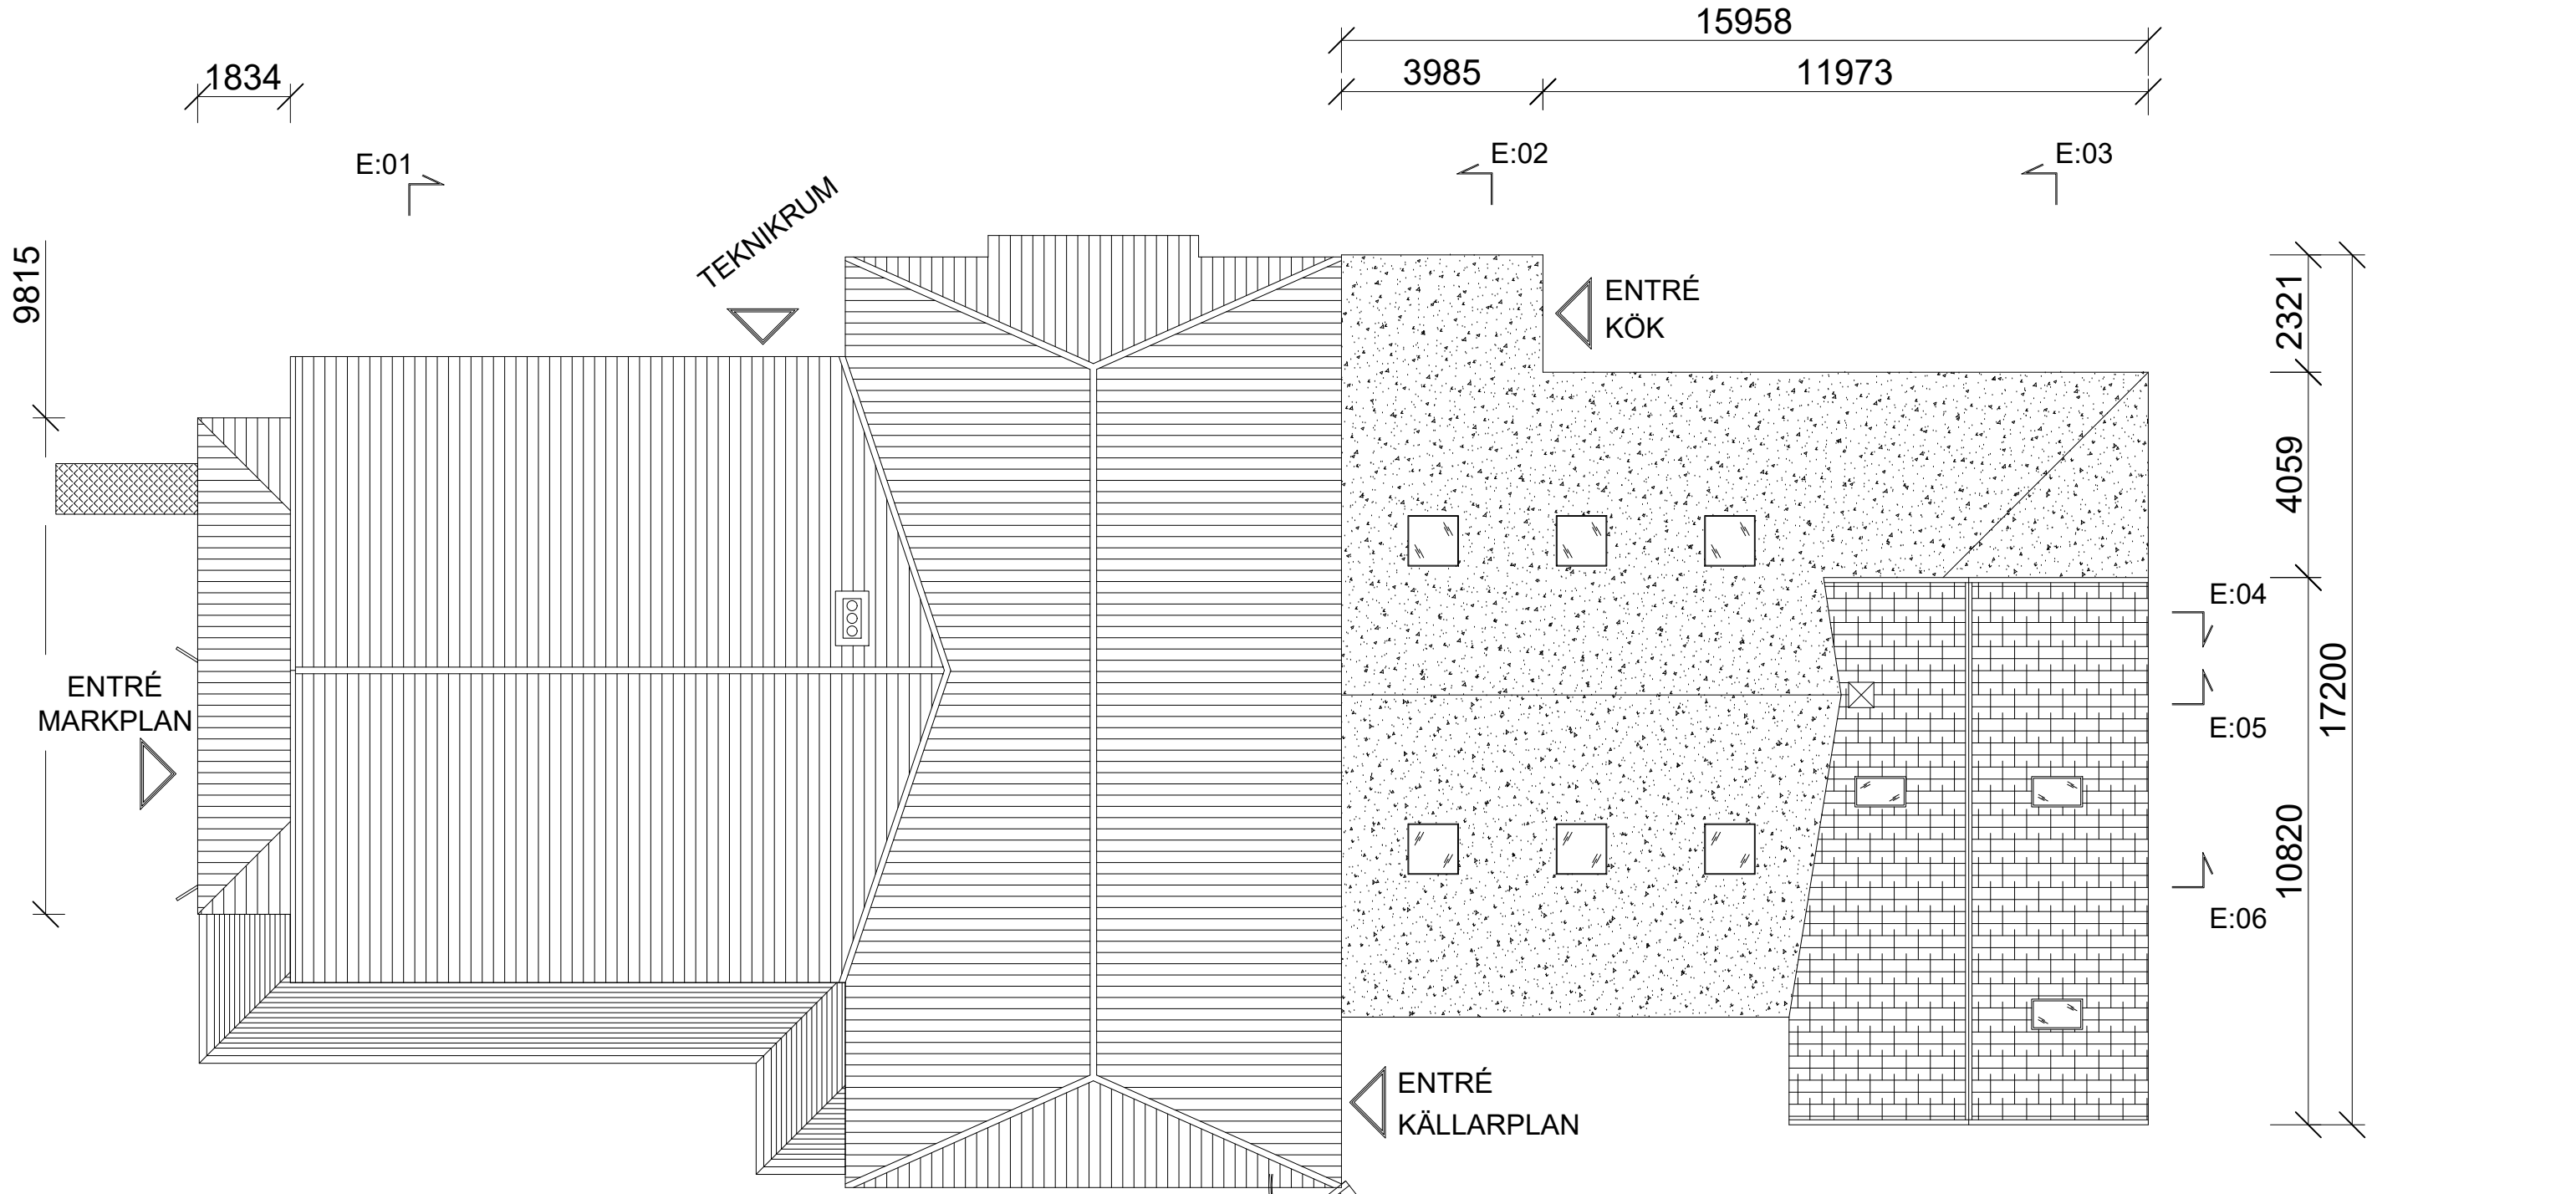 15958
1834
3985
11973
E:01
E:02
E:03
TEKNIKRUM
9815
ENTRÉ
KÖK
2321
4059
E:04
ENTRÉ
MARKPLAN
E:05
17200
10820
E:06
ENTRÉ
KÄLLARPLAN